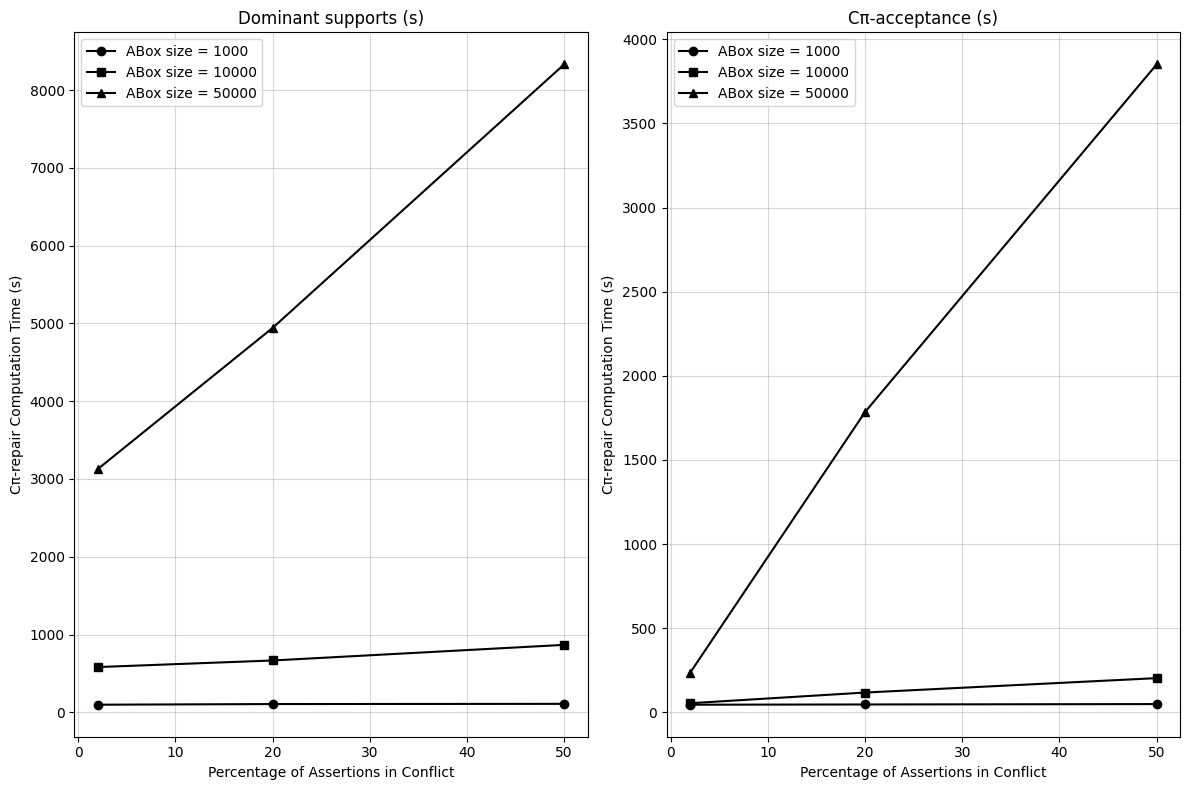 Dominant supports (s)
ABox size = 1000
ABox size = 10000
ABox size = 50000
Cπ-repair Computation Time (s)
8000
7000
6000
5000
4000
3000
2000
1000
0
0 10 20 30 40 50
Percentage of Assertions in Conflict
Cπ-acceptance (s)
ABox size = 1000
ABox size = 10000
ABox size = 50000
Cπ-repair Computation Time (s)
4000
3500
3000
2500
2000
1500
1000
500
0
0 10 20 30 40 50
Percentage of Assertions in Conflict